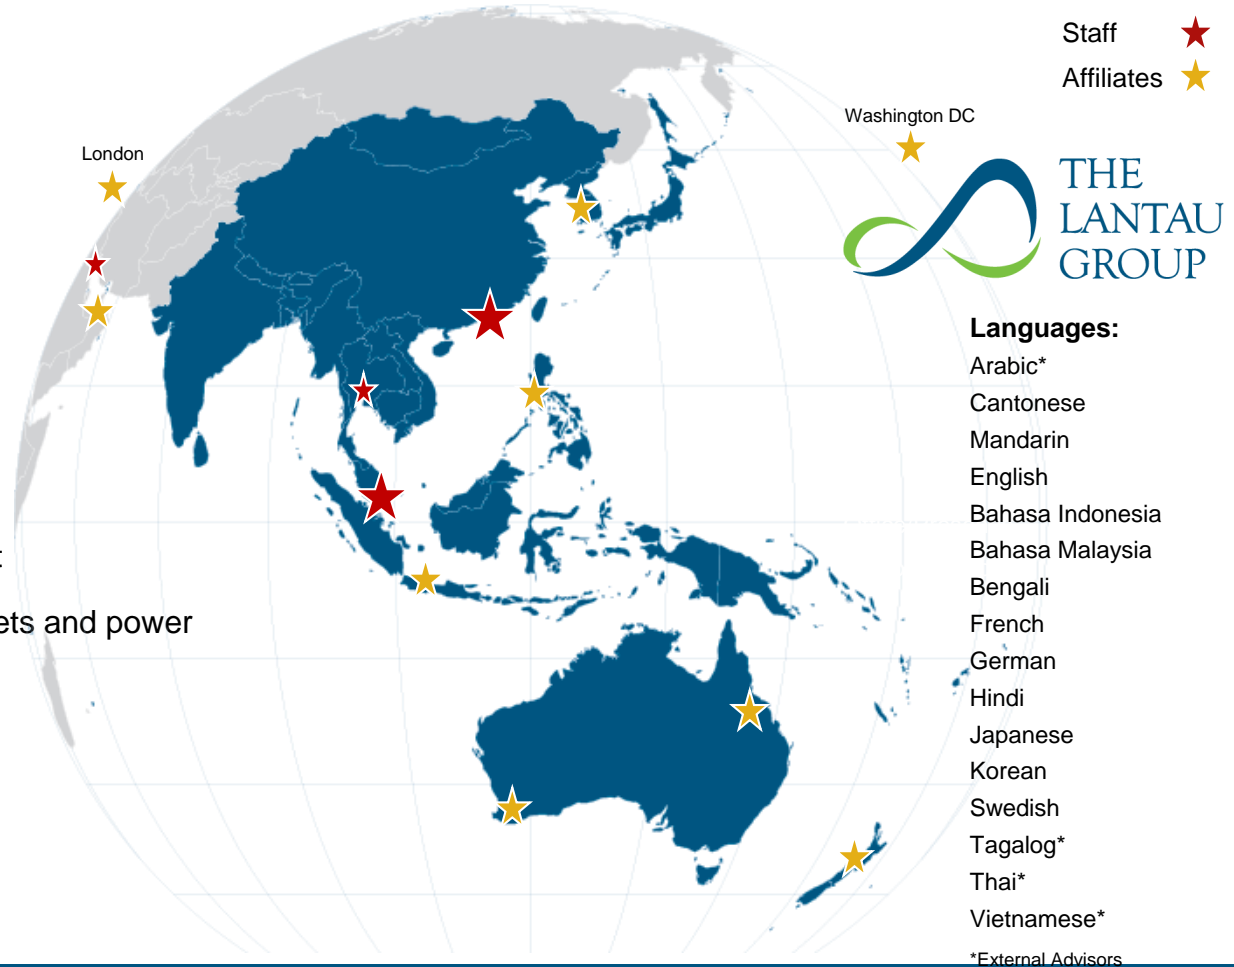 Staff
Affiliates
Washington DC
London
THE
LANTAU
GROUP
Languages:
Arabic*
Cantonese
Mandarin
English
Bahasa Indonesia
Bahasa Malaysia
Bengali
ets and power
French
German
Hindi
Japanese
Korean
Swedish
Tagalog*
Thai*
Vietnamese*
*External Advisors